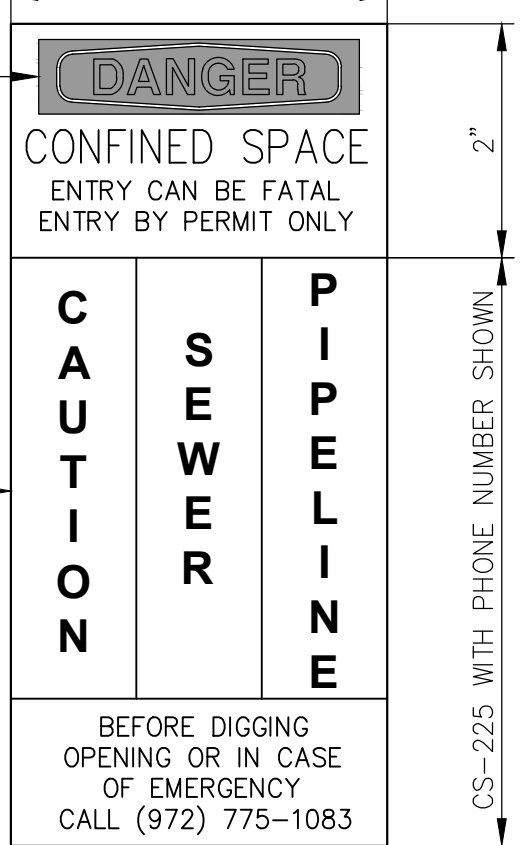 DANGER
CONFINED SPACE
ENTRY CAN BE FATAL
ENTRY BY PERMIT ONLY
CAUTION
SEWER
PIPELINE
BEFORE DIGGING
OPENING OR IN CASE
OF EMERGENCY
CALL (972) 775-1083
2"
CS-225 WITH PHONE NUMBER SHOWN